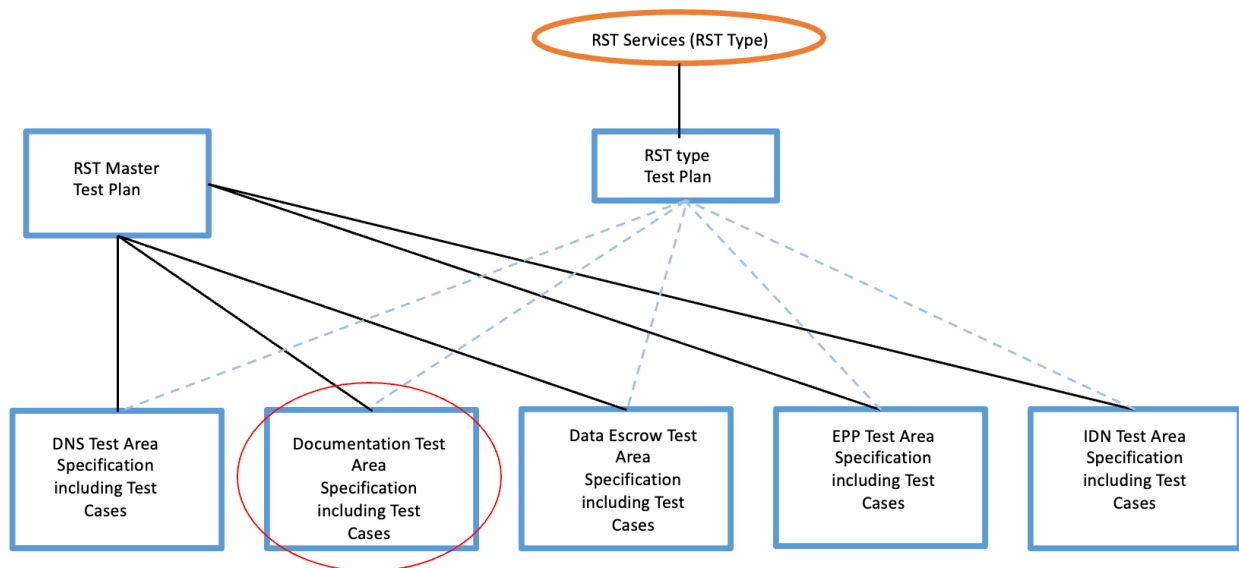 RST Services (RST Type)
RST Master
Test Plan
RST type
Test Plan
DNS Test Area
Specification
including Test
Cases
Documentation Test
Area
Specification
including Test
Cases
Data Escrow Test
Area
Specification
including Test
Cases
EPP Test Area
Specification
including Test
Cases
IDN Test Area
Specification
including Test
Cases